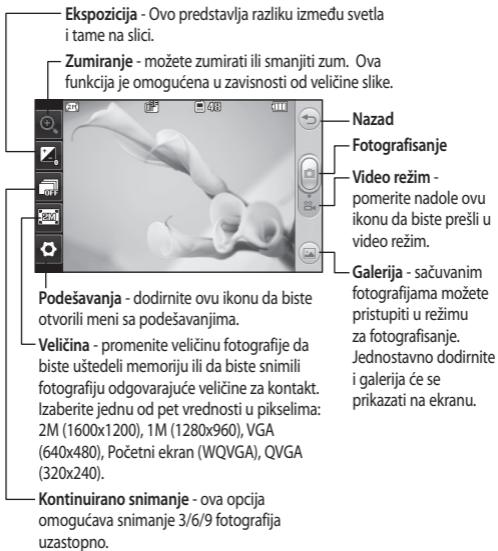 Ekspozicija - Ovo predstavlja razliku između svetla
i tame na slici.
Zumiranje - možete zumirati ili smanjiti zum. Ova
funkcija je omogućena u zavisnosti od veličine slike.
2M
48
OFF
2M
Nazad
Fotografisanje
Video režim -
pomerite nadole ovu
ikonu da biste prešli u
video režim.
Galerija - sačuvanim
fotografijama možete
pristupiti u režimu
za fotografisanje.
Jednostavno dodirnite
i galerija će se
prikazati na ekranu.
Podešavanja - dodirnite ovu ikonu da biste
otvorili meni sa podešavanjima.
Veličina - promenite veličinu fotografije da
biste uštedeli memoriju ili da biste snimili
fotografiju odgovarajuće veličine za kontakt.
Izaberite jednu od pet vrednosti u pikselima:
2M (1600x1200), 1M (1280x960), VGA
(640x480), Početni ekran (WQVGA), QVGA
(320x240).
Kontinuirano snimanje - ova opcija
omogućava snimanje 3/6/9 fotografija
uzastopno.